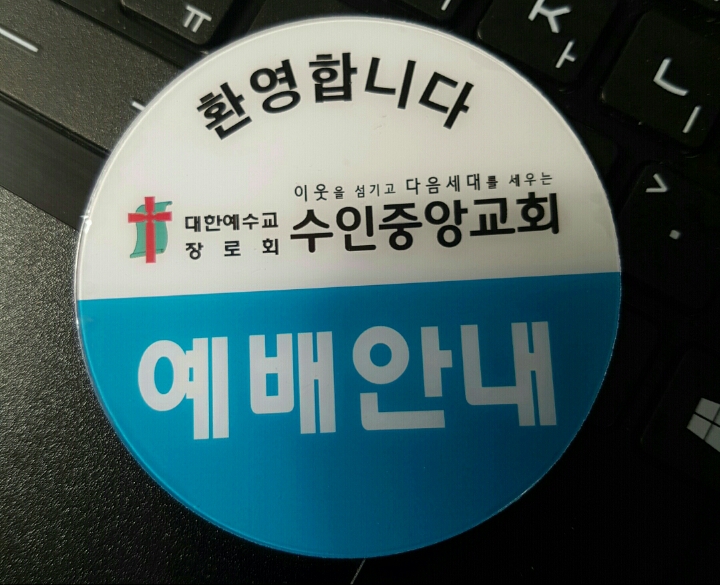 환영합니다
이웃을 섬기고 다음세대를 세우는
대한예수교
장로회
수인중앙교회
예배안내
ㅠ
ㅏ
ㅣ